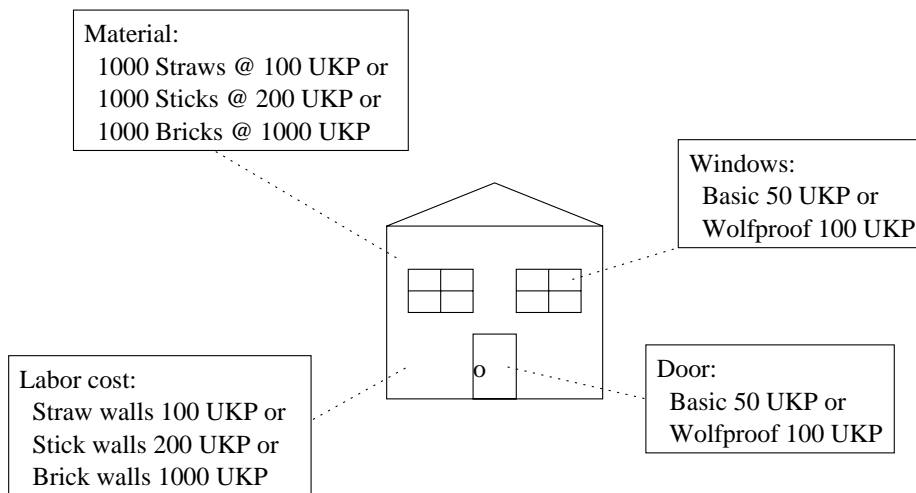 Material:
1000 Straws @ 100 UKP or
1000 Sticks @ 200 UKP or
1000 Bricks @ 1000 UKP
Windows:
Basic 50 UKP or
Wolfproof 100 UKP
Labor cost:
Straw walls 100 UKP or
Stick walls 200 UKP or
Brick walls 1000 UKP
o
Door:
Basic 50 UKP or
Wolfproof 100 UKP